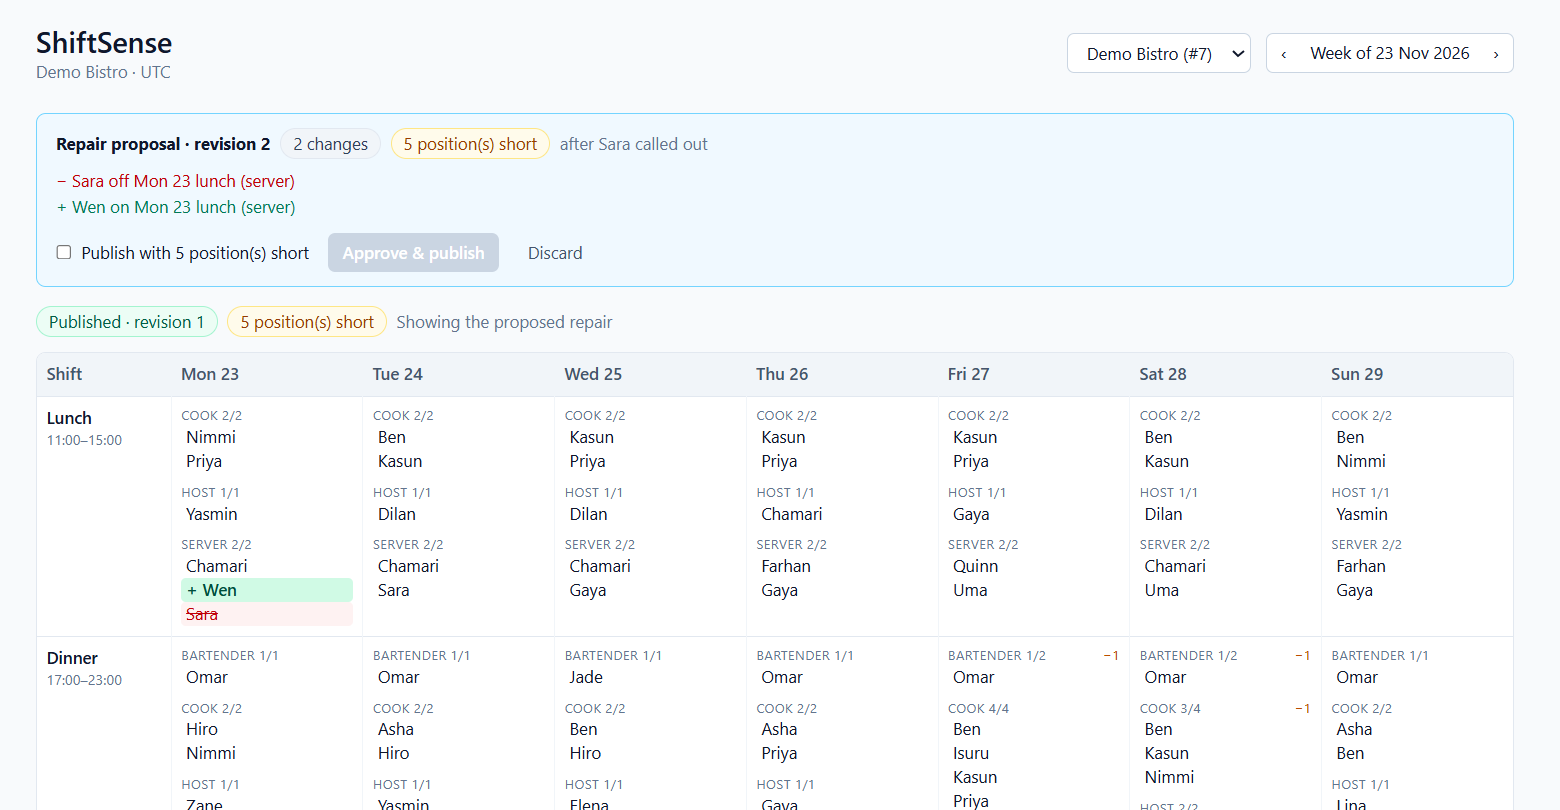 ShiftSense
Demo Bistro · UTC
Demo Bistro (#7)
‹ Week of 23 Nov 2026 ›
Repair proposal · revision 2 2 changes 5 position(s) short after Sara called out
− Sara off Mon 23 lunch (server)
+ Wen on Mon 23 lunch (server)
Publish with 5 position(s) short Approve & publish Discard
Published · revision 1 5 position(s) short Showing the proposed repair
Shift Mon 23 Tue 24 Wed 25 Thu 26 Fri 27 Sat 28 Sun 29
Lunch COOK 2/2 COOK 2/2 COOK 2/2 COOK 2/2 COOK 2/2 COOK 2/2 COOK 2/2
11:00–15:00 Nimmi Ben Kasun Kasun Kasun Ben Ben
Priya Kasun Priya Priya Priya Kasun Nimmi
HOST 1/1 HOST 1/1 HOST 1/1 HOST 1/1 HOST 1/1 HOST 1/1 HOST 1/1
Yasmin Dilan Dilan Chamari Gaya Dilan Yasmin
SERVER 2/2 SERVER 2/2 SERVER 2/2 SERVER 2/2 SERVER 2/2 SERVER 2/2 SERVER 2/2
Chamari Chamari Chamari Farhan Quinn Chamari Farhan
+ Wen Sara Gaya Gaya Uma Uma Gaya
Sara
Dinner BARTENDER 1/1 BARTENDER 1/1 BARTENDER 1/1 BARTENDER 1/1 BARTENDER 1/2 −1 BARTENDER 1/2 −1 BARTENDER 1/1
17:00–23:00 Omar Omar Jade Omar Omar Omar Omar
COOK 2/2 COOK 2/2 COOK 2/2 COOK 2/2 COOK 4/4 COOK 3/4 −1 COOK 2/2
Hiro Asha Ben Asha Ben Ben Asha
Nimmi Hiro Hiro Priya Isuru Kasun Ben
HOST 1/1 HOST 1/1 HOST 1/1 HOST 1/1 Kasun Nimmi HOST 1/1
Zane Yasmin Elena Gaya Priya HOST 2/2 Lina